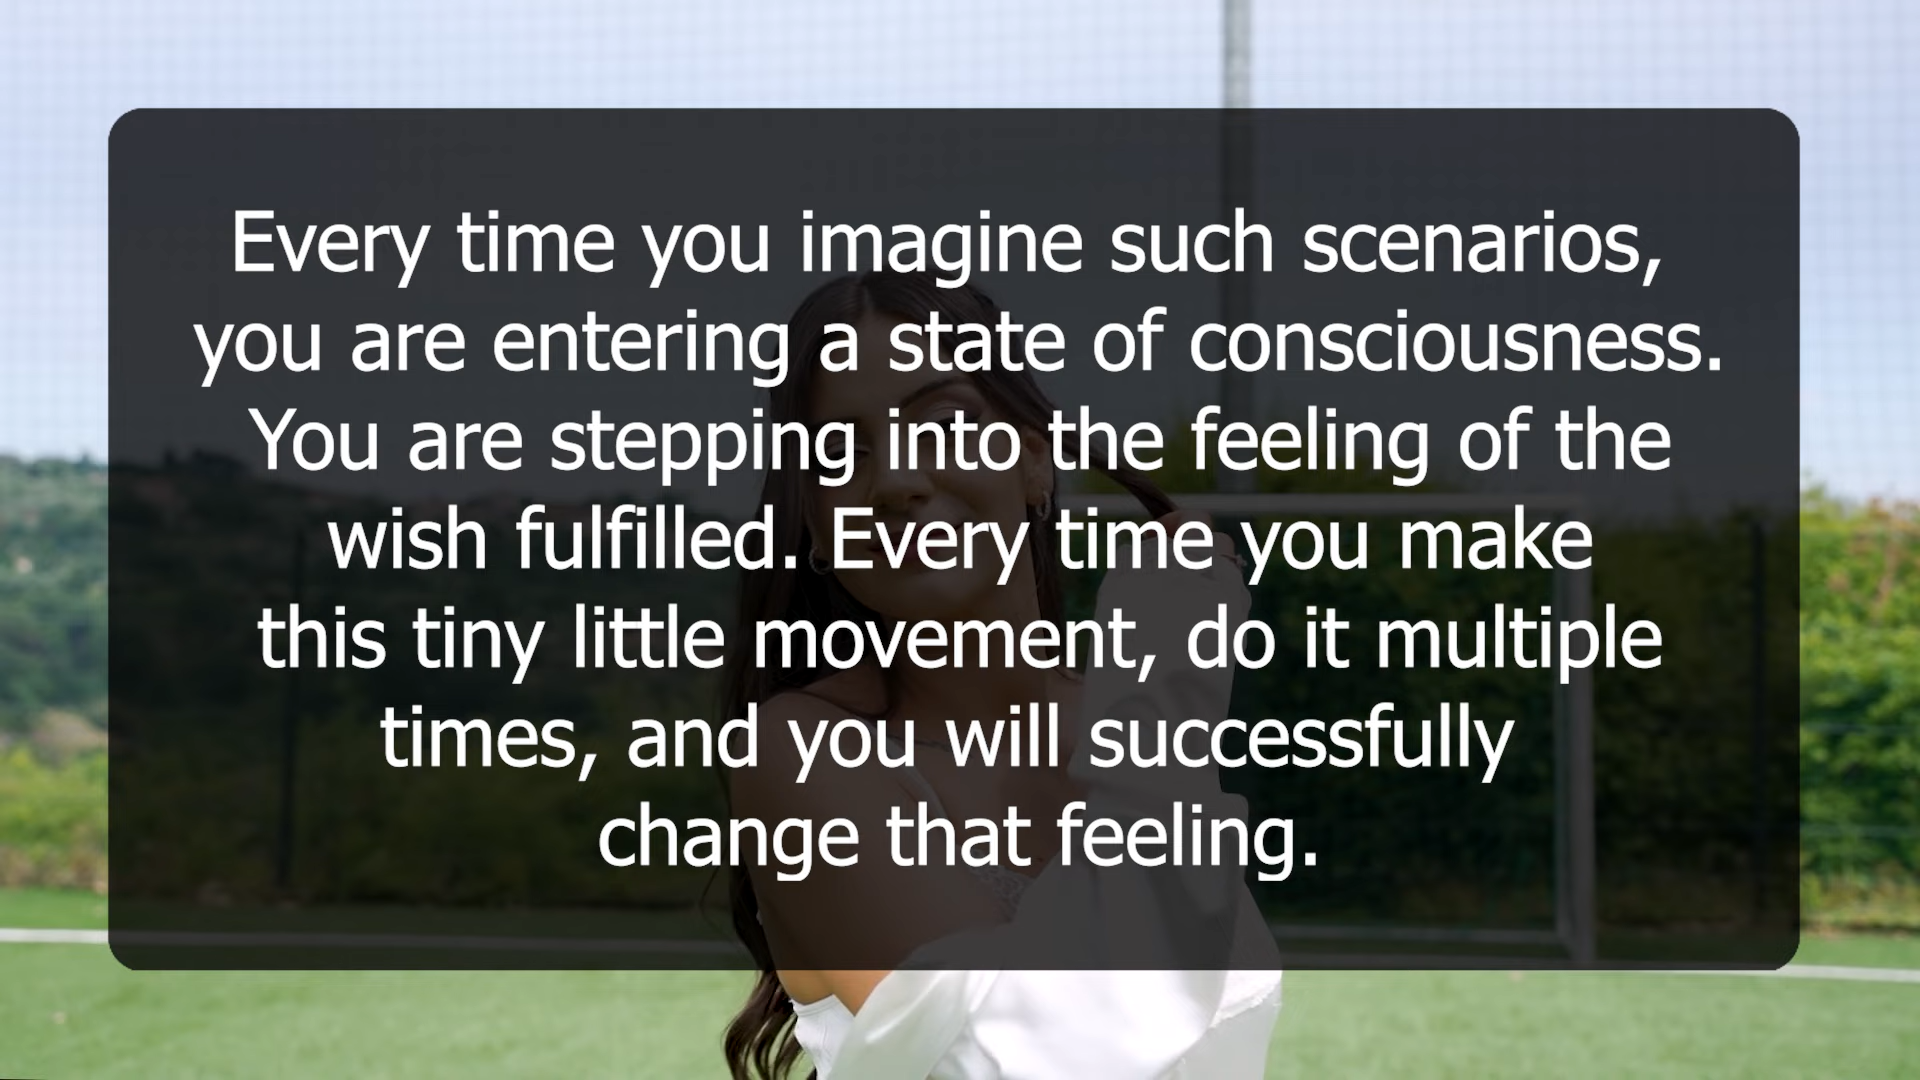 Every time you imagine such scenarios,
you are entering a state of consciousness.
You are stepping into the feeling of the
wish fulfilled. Every time you make
this tiny little movement, do it multiple
times, and you will successfully
change that feeling.